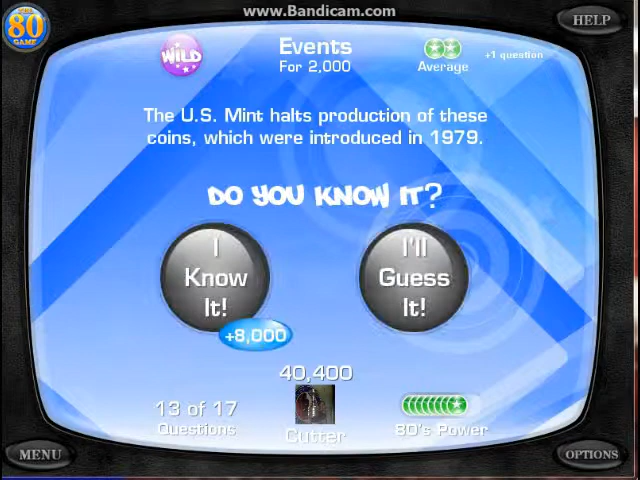 www.Bandicam.com
THE
80
GAME
HELP
WILD
Events
For 2,000
Average
+1 question
The U.S. Mint halts production of these
coins, which were introduced in 1979.
DO YOU KNOW IT?
I
Know
It!
+8,000
I'll
Guess
It!
40,400
13 of 17
Questions
Cutter
80's Power
MENU
OPTIONS